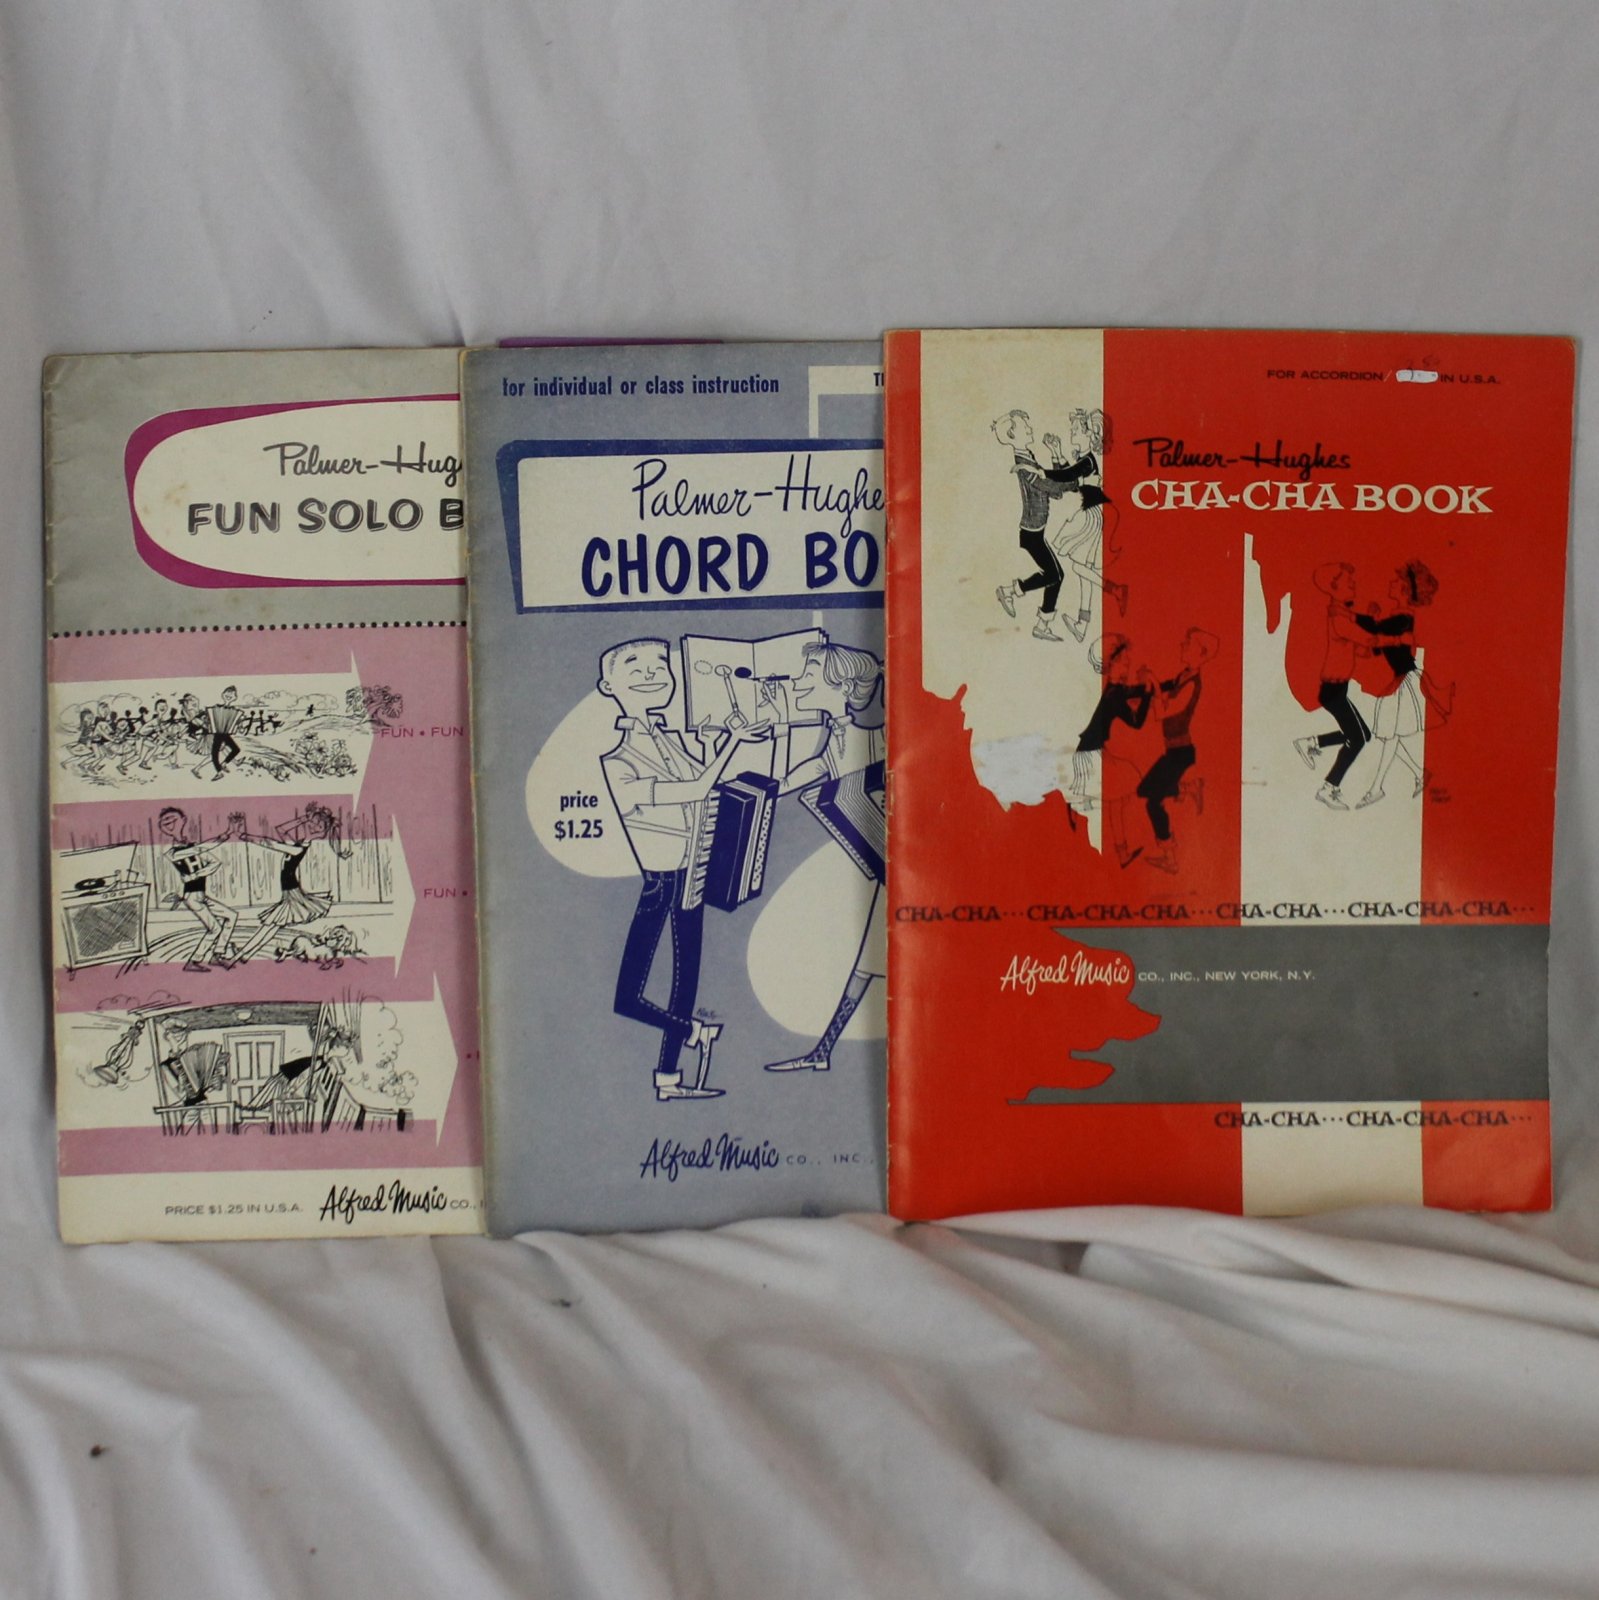 Palmer-Hug
FUN SOLO B
FUN • FUN
FUN •
PRICE $1.25 IN U.S.A. Alfred Music CO., I
for individual or class instruction
Palmer-Hughe
CHORD BO
price
$1.25
Alfred Music CO., INC.,
FOR ACCORDION/ IN U.S.A.
Palmer-Hughes
CHA-CHA BOOK
CHA-CHA···CHA-CHA-CHA···CHA-CHA···CHA-CHA-CHA···
Alfred Music CO., INC., NEW YORK, N.Y.
CHA-CHA···CHA-CHA-CHA···